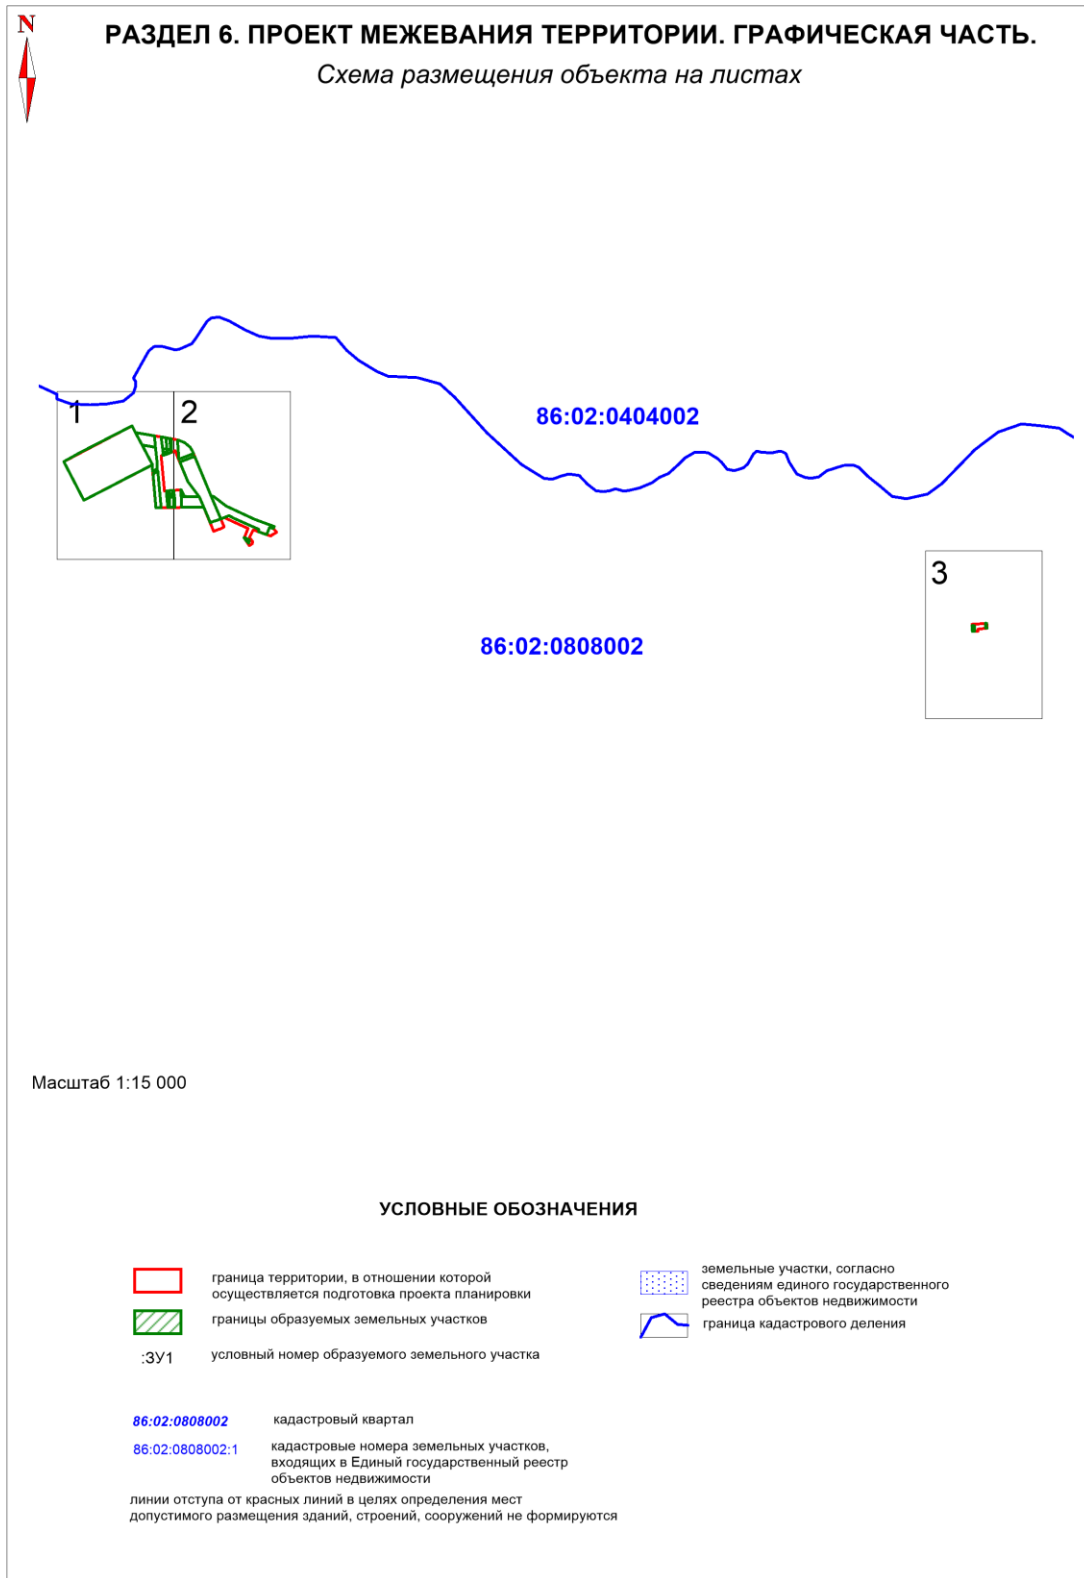 N
РАЗДЕЛ 6. ПРОЕКТ МЕЖЕВАНИЯ ТЕРРИТОРИИ. ГРАФИЧЕСКАЯ ЧАСТЬ.
Схема размещения объекта на листах
1
2
86:02:0404002
3
86:02:0808002
Масштаб 1:15 000
УСЛОВНЫЕ ОБОЗНАЧЕНИЯ
граница территории, в отношении которой
осуществляется подготовка проекта планировки
границы образуемых земельных участков
:ЗУ1 условный номер образуемого земельного участка
земельные участки, согласно
сведениям единого государственного
реестра объектов недвижимости
граница кадастрового деления
86:02:0808002 кадастровый квартал
86:02:0808002:1 кадастровые номера земельных участков,
входящих в Единый государственный реестр
объектов недвижимости
линии отступа от красных линий в целях определения мест
допустимого размещения зданий, строений, сооружений не формируются